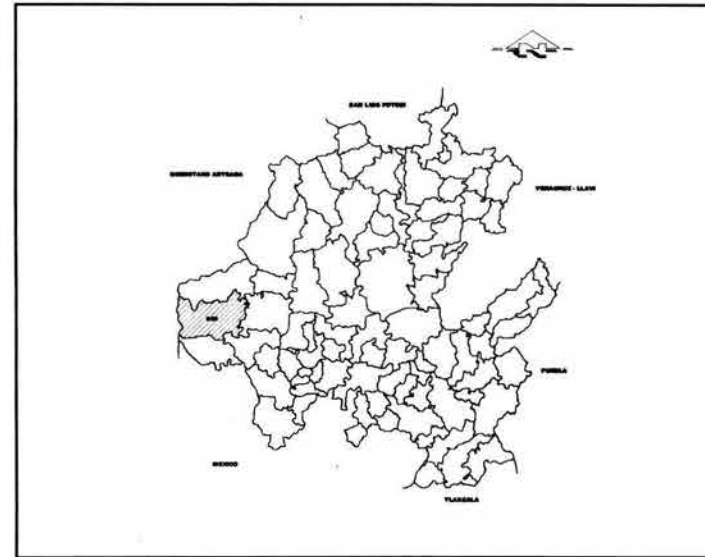 N
SAN LUIS POTOSI
QUERETARO ARTEAGA
VERACRUZ - LLAVE
PUEBLA
MEXICO
TLAXCALA